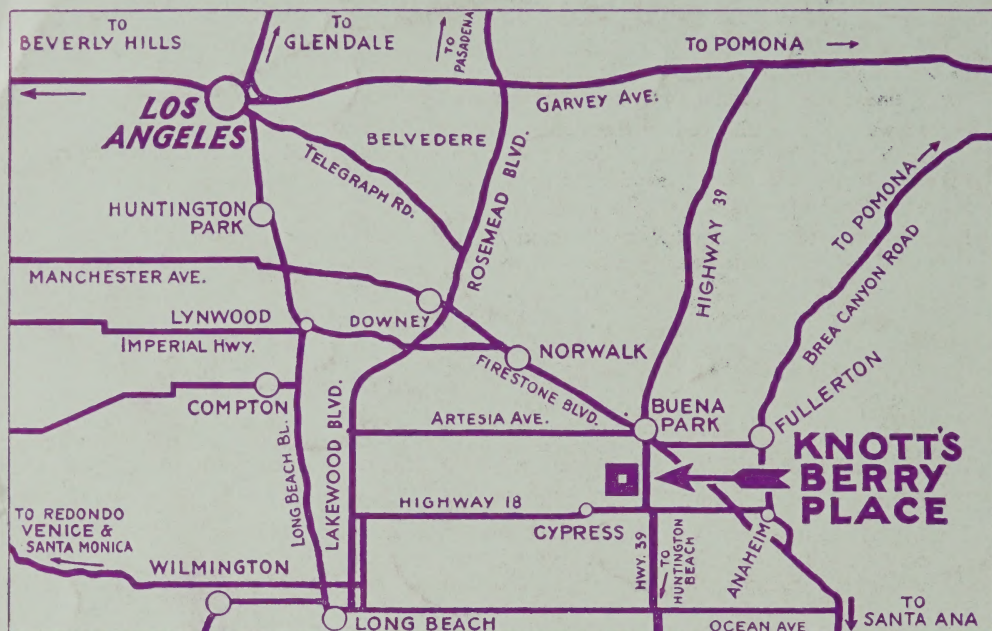 TO
BEVERLY HILLS
TO
GLENDALE
TO
PASADENA
TO POMONA
LOS
ANGELES
GARVEY AVE.
BELVEDERE
TELEGRAPH RD.
ROSEMEAD BLVD.
HIGHWAY 39
TO POMONA
BREA CANYON ROAD
HUNTINGTON
PARK
MANCHESTER AVE.
LYNWOOD
IMPERIAL HWY.
DOWNEY
NORWALK
FIRESTONE BLVD.
COMPTON
LONG BEACH BL.
LAKEWOOD BLVD.
ARTESIA AVE.
BUENA
PARK
FULLERTON
KNOTT'S
BERRY
PLACE
HIGHWAY 18
CYPRESS
HWY. 39
TO
HUNTINGTON
BEACH
ANAHEIM
TO REDONDO
VENICE &
SANTA MONICA
WILMINGTON
LONG BEACH
OCEAN AVE
TO
SANTA ANA